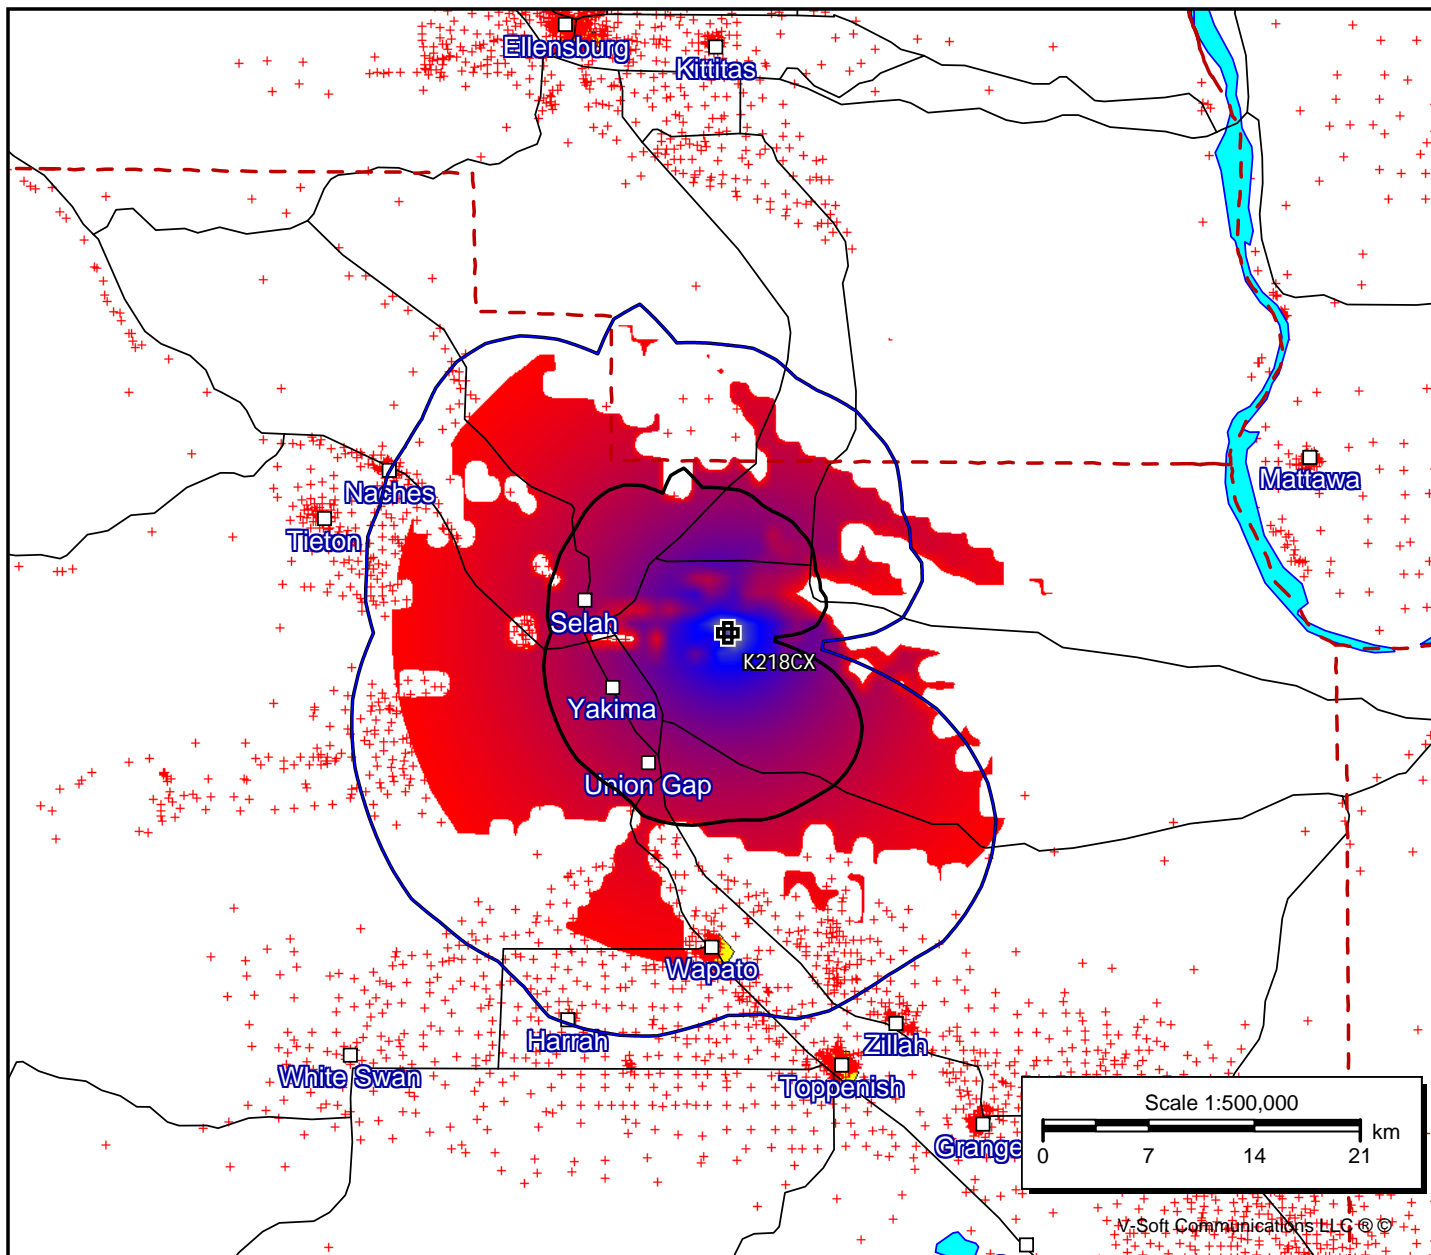 Ellensburg
Kittitas
Mattawa
Naches
Tieton
Selah
K218CX
Yakima
Union Gap
Wapato
Harrah
Zillah
White Swan
Toppenish
Grange
Scale 1:500,000
km
0 7 14 21
V-Soft Communications LLC ® ©